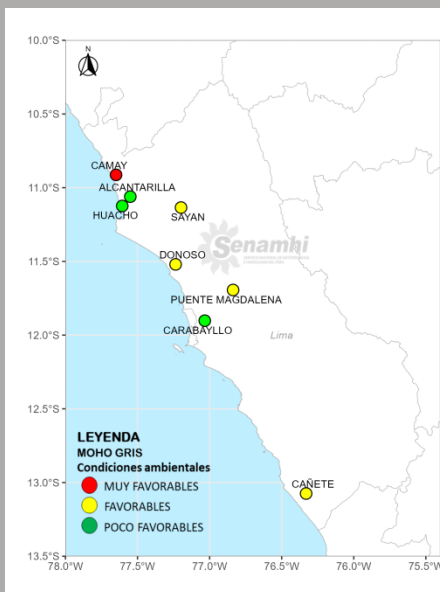 10.0°S
N
10.5°S
CAMAY
11.0°S
ALCANTARILLA
HUACHO
SAYAN
Senamhi
11.5°S
DONOSO
PUENTE MAGDALENA
12.0°S
CARABAYLLO
Lima
12.5°S
LEYENDA
MOHO GRIS
Condiciones ambientales
MUY FAVORABLES
FAVORABLES
POCO FAVORABLES
13.0°S
CAÑETE
13.5°S
78.0°W 77.5°W 77.0°W 76.5°W 76.0°W 75.5°W